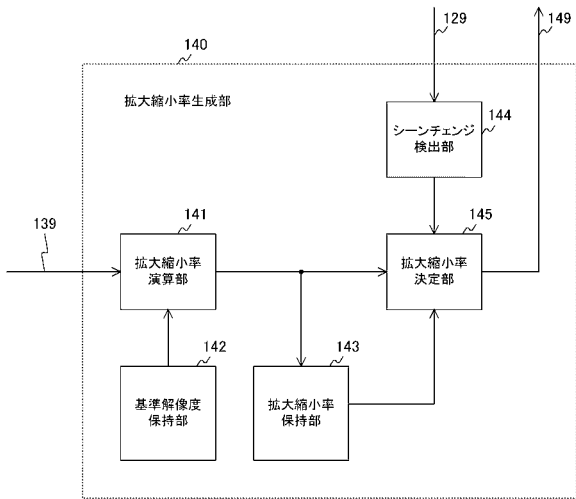 129
149
140
拡大縮小率生成部
シーンチェンジ
検出部
144
139
141
拡大縮小率
演算部
145
拡大縮小率
決定部
142
基準解像度
保持部
143
拡大縮小率
保持部